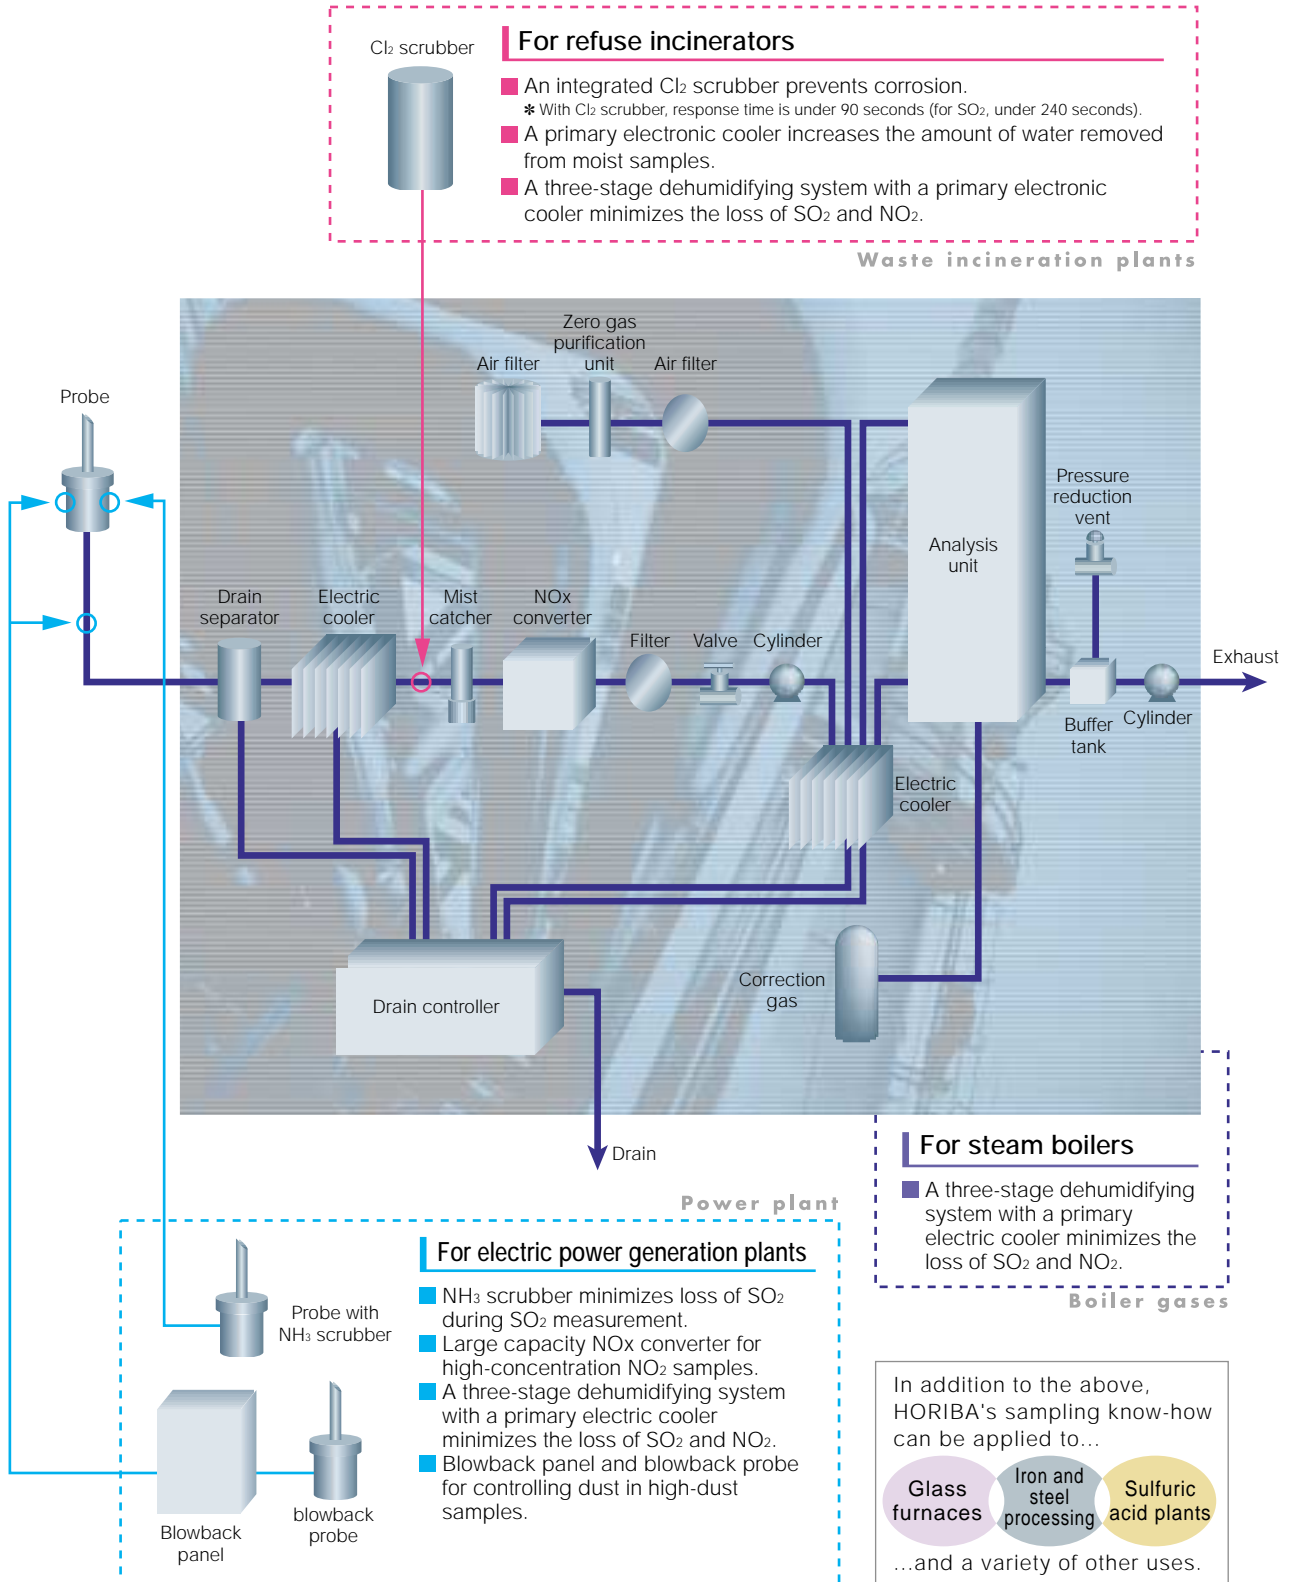 Cl₂ scrubber
For refuse incinerators
■ An integrated Cl₂ scrubber prevents corrosion.
✻ With Cl₂ scrubber, response time is under 90 seconds (for SO₂, under 240 seconds).
■ A primary electronic cooler increases the amount of water removed
from moist samples.
■ A three-stage dehumidifying system with a primary electronic
cooler minimizes the loss of SO₂ and NO₂.
Waste incineration plants
Zero gas
purification
unit
Air filter
Air filter
Probe
Pressure
reduction
vent
Analysis
unit
Drain
separator
Electric
cooler
Mist
catcher
NOx
converter
Filter
Valve
Cylinder
Exhaust
Buffer
tank
Cylinder
Electric
cooler
Correction
gas
Drain controller
Drain
For steam boilers
■ A three-stage dehumidifying
system with a primary
electric cooler minimizes the
loss of SO₂ and NO₂.
Boiler gases
Power plant
For electric power generation plants
■ NH₃ scrubber minimizes loss of SO₂
during SO₂ measurement.
■ Large capacity NOx converter for
high-concentration NO₂ samples.
■ A three-stage dehumidifying system
with a primary electric cooler
minimizes the loss of SO₂ and NO₂.
■ Blowback panel and blowback probe
for controlling dust in high-dust
samples.
Probe with
NH₃ scrubber
Blowback
panel
blowback
probe
In addition to the above,
HORIBA's sampling know-how
can be applied to...
Glass
furnaces
Iron and
steel
processing
Sulfuric
acid plants
...and a variety of other uses.